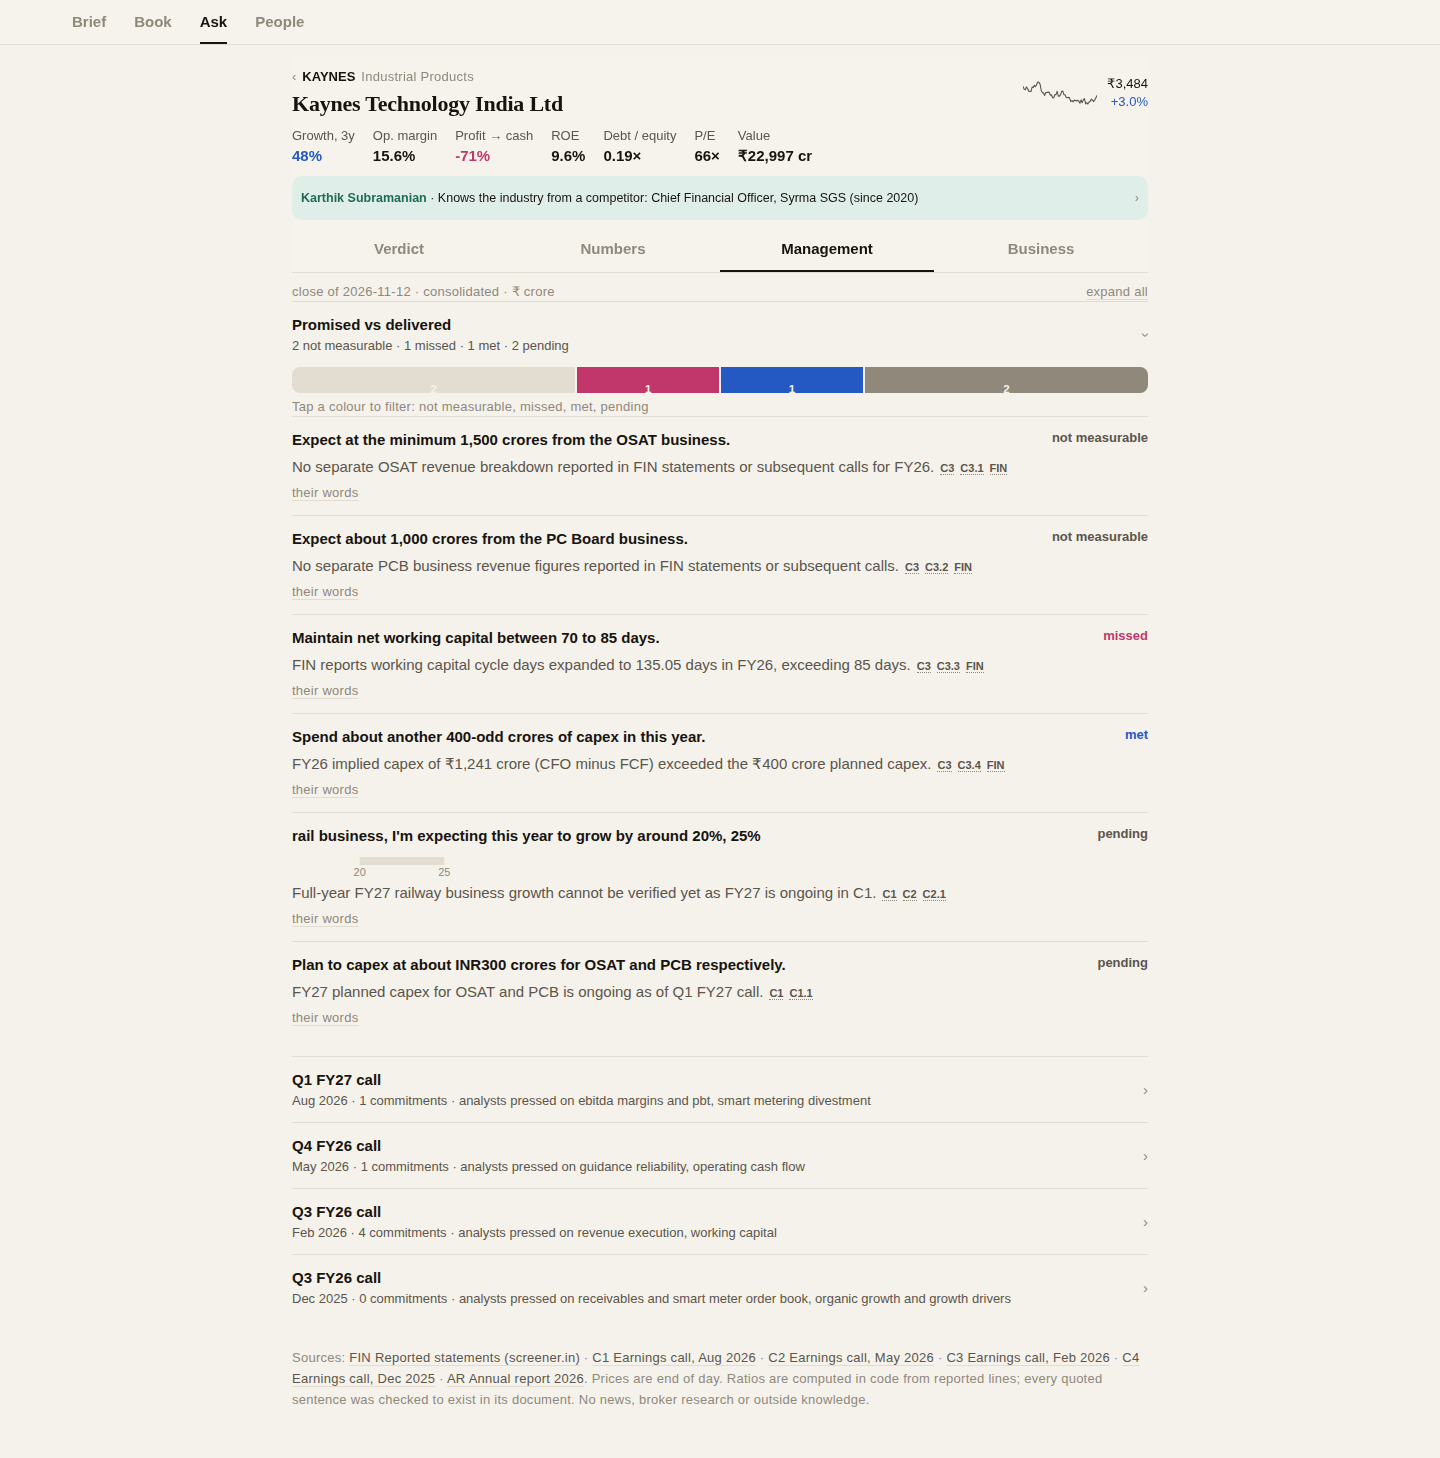 Brief Book Ask People
‹ KAYNES Industrial Products
Kaynes Technology India Ltd
₹3,484
+3.0%
Growth, 3y Op. margin Profit → cash ROE Debt / equity P/E Value
48% 15.6% -71% 9.6% 0.19× 66× ₹22,997 cr
Karthik Subramanian · Knows the industry from a competitor: Chief Financial Officer, Syrma SGS (since 2020) ›
Verdict Numbers Management Business
close of 2026-11-12 · consolidated · ₹ crore expand all
Promised vs delivered
2 not measurable · 1 missed · 1 met · 2 pending
2 1 1 2
Tap a colour to filter: not measurable, missed, met, pending
Expect at the minimum 1,500 crores from the OSAT business. not measurable
No separate OSAT revenue breakdown reported in FIN statements or subsequent calls for FY26. C3 C3.1 FIN
their words
Expect about 1,000 crores from the PC Board business. not measurable
No separate PCB business revenue figures reported in FIN statements or subsequent calls. C3 C3.2 FIN
their words
Maintain net working capital between 70 to 85 days. missed
FIN reports working capital cycle days expanded to 135.05 days in FY26, exceeding 85 days. C3 C3.3 FIN
their words
Spend about another 400-odd crores of capex in this year. met
FY26 implied capex of ₹1,241 crore (CFO minus FCF) exceeded the ₹400 crore planned capex. C3 C3.4 FIN
their words
rail business, I'm expecting this year to grow by around 20%, 25% pending
20 25
Full-year FY27 railway business growth cannot be verified yet as FY27 is ongoing in C1. C1 C2 C2.1
their words
Plan to capex at about INR300 crores for OSAT and PCB respectively. pending
FY27 planned capex for OSAT and PCB is ongoing as of Q1 FY27 call. C1 C1.1
their words
Q1 FY27 call
Aug 2026 · 1 commitments · analysts pressed on ebitda margins and pbt, smart metering divestment ›
Q4 FY26 call
May 2026 · 1 commitments · analysts pressed on guidance reliability, operating cash flow ›
Q3 FY26 call
Feb 2026 · 4 commitments · analysts pressed on revenue execution, working capital ›
Q3 FY26 call
Dec 2025 · 0 commitments · analysts pressed on receivables and smart meter order book, organic growth and growth drivers ›
Sources: FIN Reported statements (screener.in) · C1 Earnings call, Aug 2026 · C2 Earnings call, May 2026 · C3 Earnings call, Feb 2026 · C4
Earnings call, Dec 2025 · AR Annual report 2026. Prices are end of day. Ratios are computed in code from reported lines; every quoted
sentence was checked to exist in its document. No news, broker research or outside knowledge.